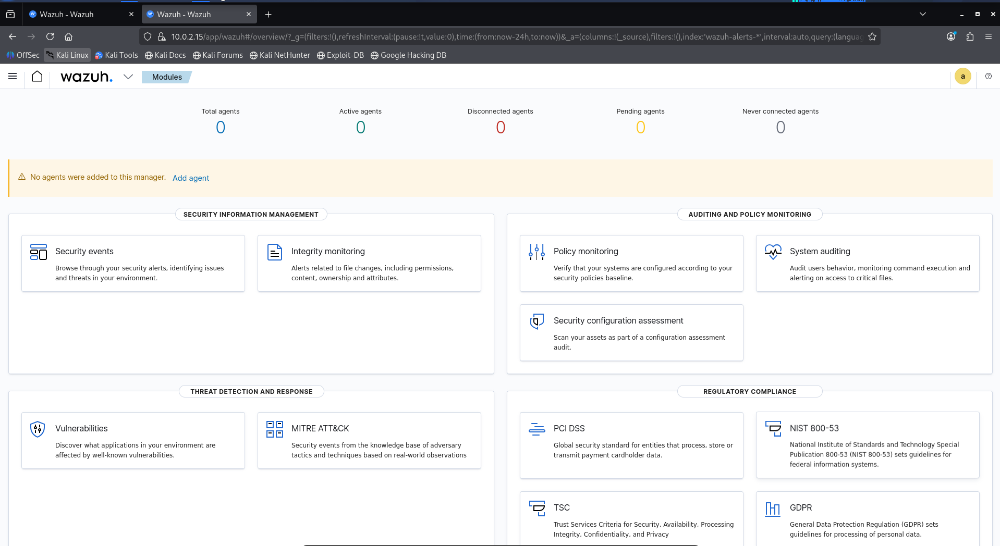 Wazuh - Wazuh
Wazuh - Wazuh
10.0.2.15/app/wazuh#/overview/?_g=(filters:!(),refreshInterval:(pause:!t,value:0),time:(from:now-24h,to:now))&_a=(columns:!(_source),filters:!(),index:'wazuh-alerts-*',interval:auto,query:(languag
OffSec Kali Linux Kali Tools Kali Docs Kali Forums Kali NetHunter Exploit-DB Google Hacking DB
wazuh. Modules a
Total agents Active agents Disconnected agents Pending agents Never connected agents
0 0 0 0 0
No agents were added to this manager. Add agent
SECURITY INFORMATION MANAGEMENT
Security events
Browse through your security alerts, identifying issues
and threats in your environment.
Integrity monitoring
Alerts related to file changes, including permissions,
content, ownership and attributes.
AUDITING AND POLICY MONITORING
Policy monitoring
Verify that your systems are configured according to your
security policies baseline.
System auditing
Audit users behavior, monitoring command execution and
alerting on access to critical files.
Security configuration assessment
Scan your assets as part of a configuration assessment
audit.
THREAT DETECTION AND RESPONSE
Vulnerabilities
Discover what applications in your environment are
affected by well-known vulnerabilities.
MITRE ATT&CK
Security events from the knowledge base of adversary
tactics and techniques based on real-world observations
REGULATORY COMPLIANCE
PCI DSS
Global security standard for entities that process, store or
transmit payment cardholder data.
NIST 800-53
National Institute of Standards and Technology Special
Publication 800-53 (NIST 800-53) sets guidelines for
federal information systems.
TSC
Trust Services Criteria for Security, Availability, Processing
Integrity, Confidentiality, and Privacy
GDPR
General Data Protection Regulation (GDPR) sets
guidelines for processing of personal data.